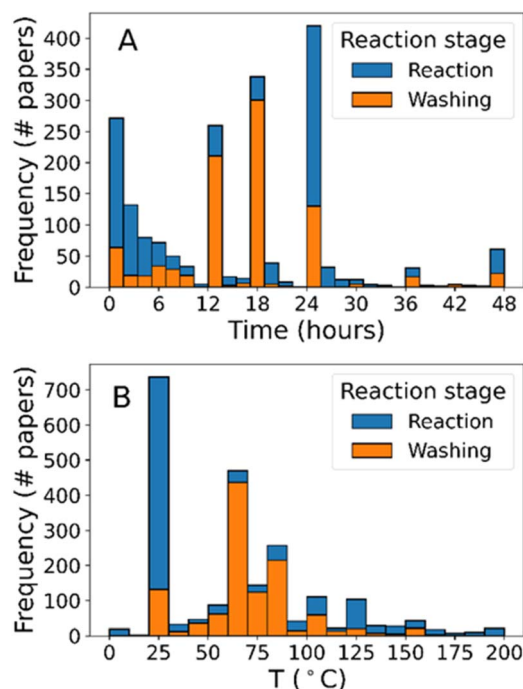 A
Reaction stage
Reaction
Washing
Frequency (# papers)
400
350
300
250
200
150
100
50
0
0 6 12 18 24 30 36 42 48
Time (hours)
B
Reaction stage
Reaction
Washing
Frequency (# papers)
700
600
500
400
300
200
100
0
0 25 50 75 100 125 150 175 200
T (°C)